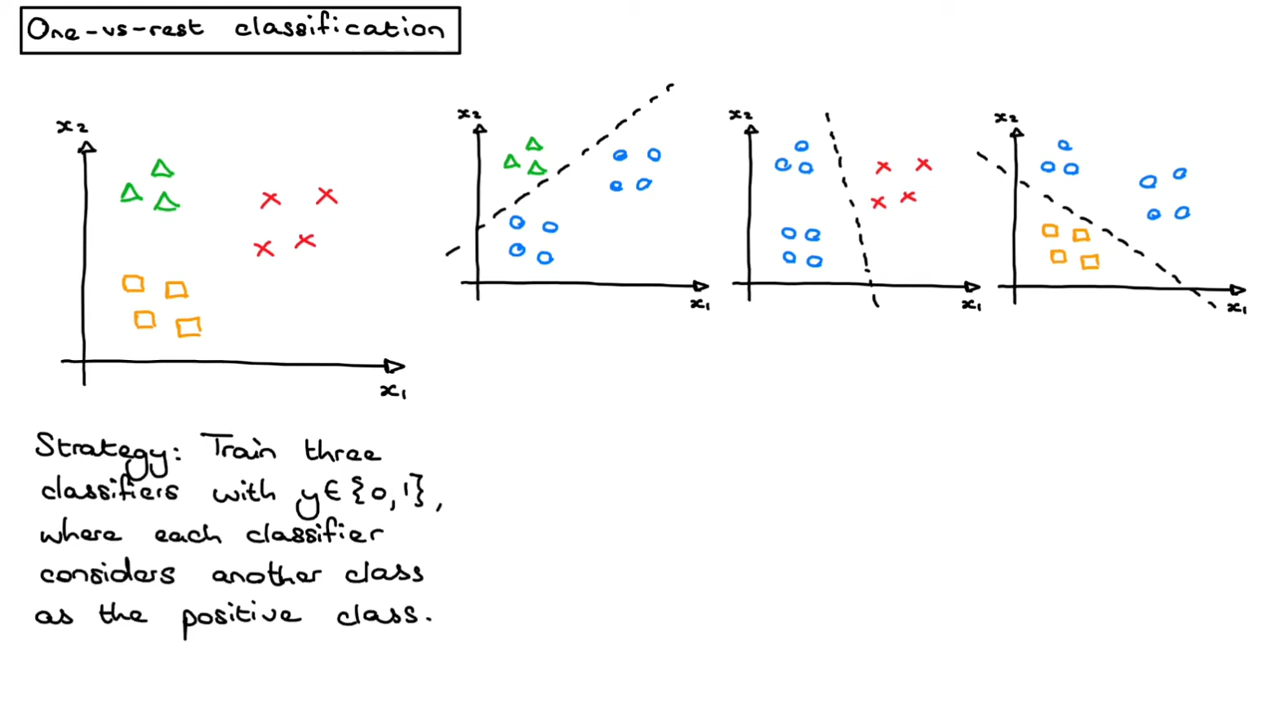 One-vs-rest classification
x₂
x₁
x₂
x₁
x₂
x₁
x₂
x₁
Strategy: Train three
classifiers with y∈{0,1},
where each classifier
considers another class
as the positive class.